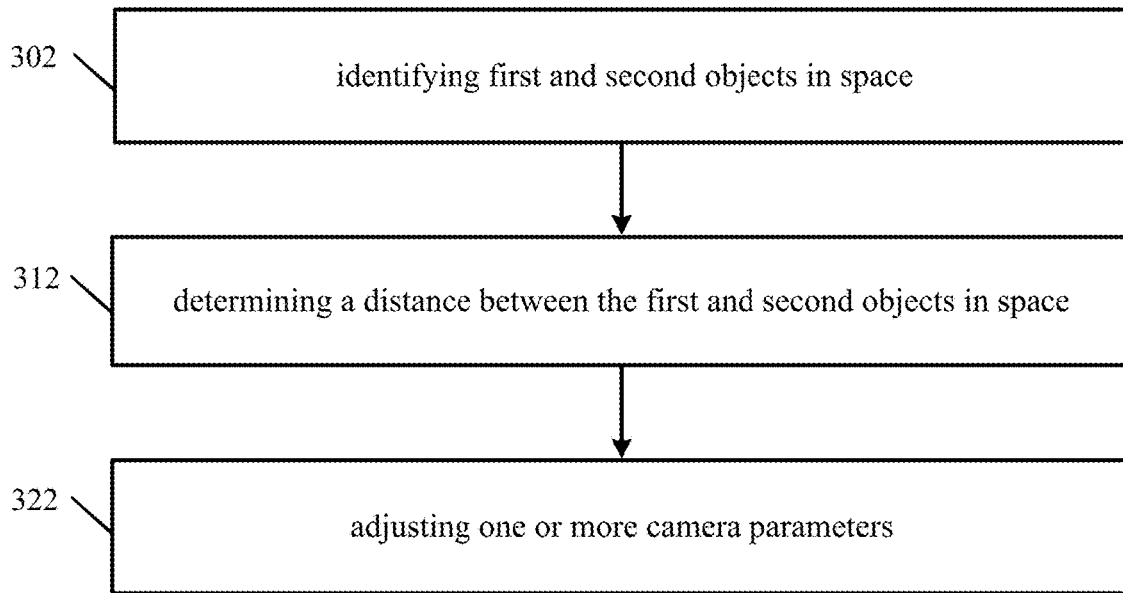 302
identifying first and second objects in space
312
determining a distance between the first and second objects in space
322
adjusting one or more camera parameters